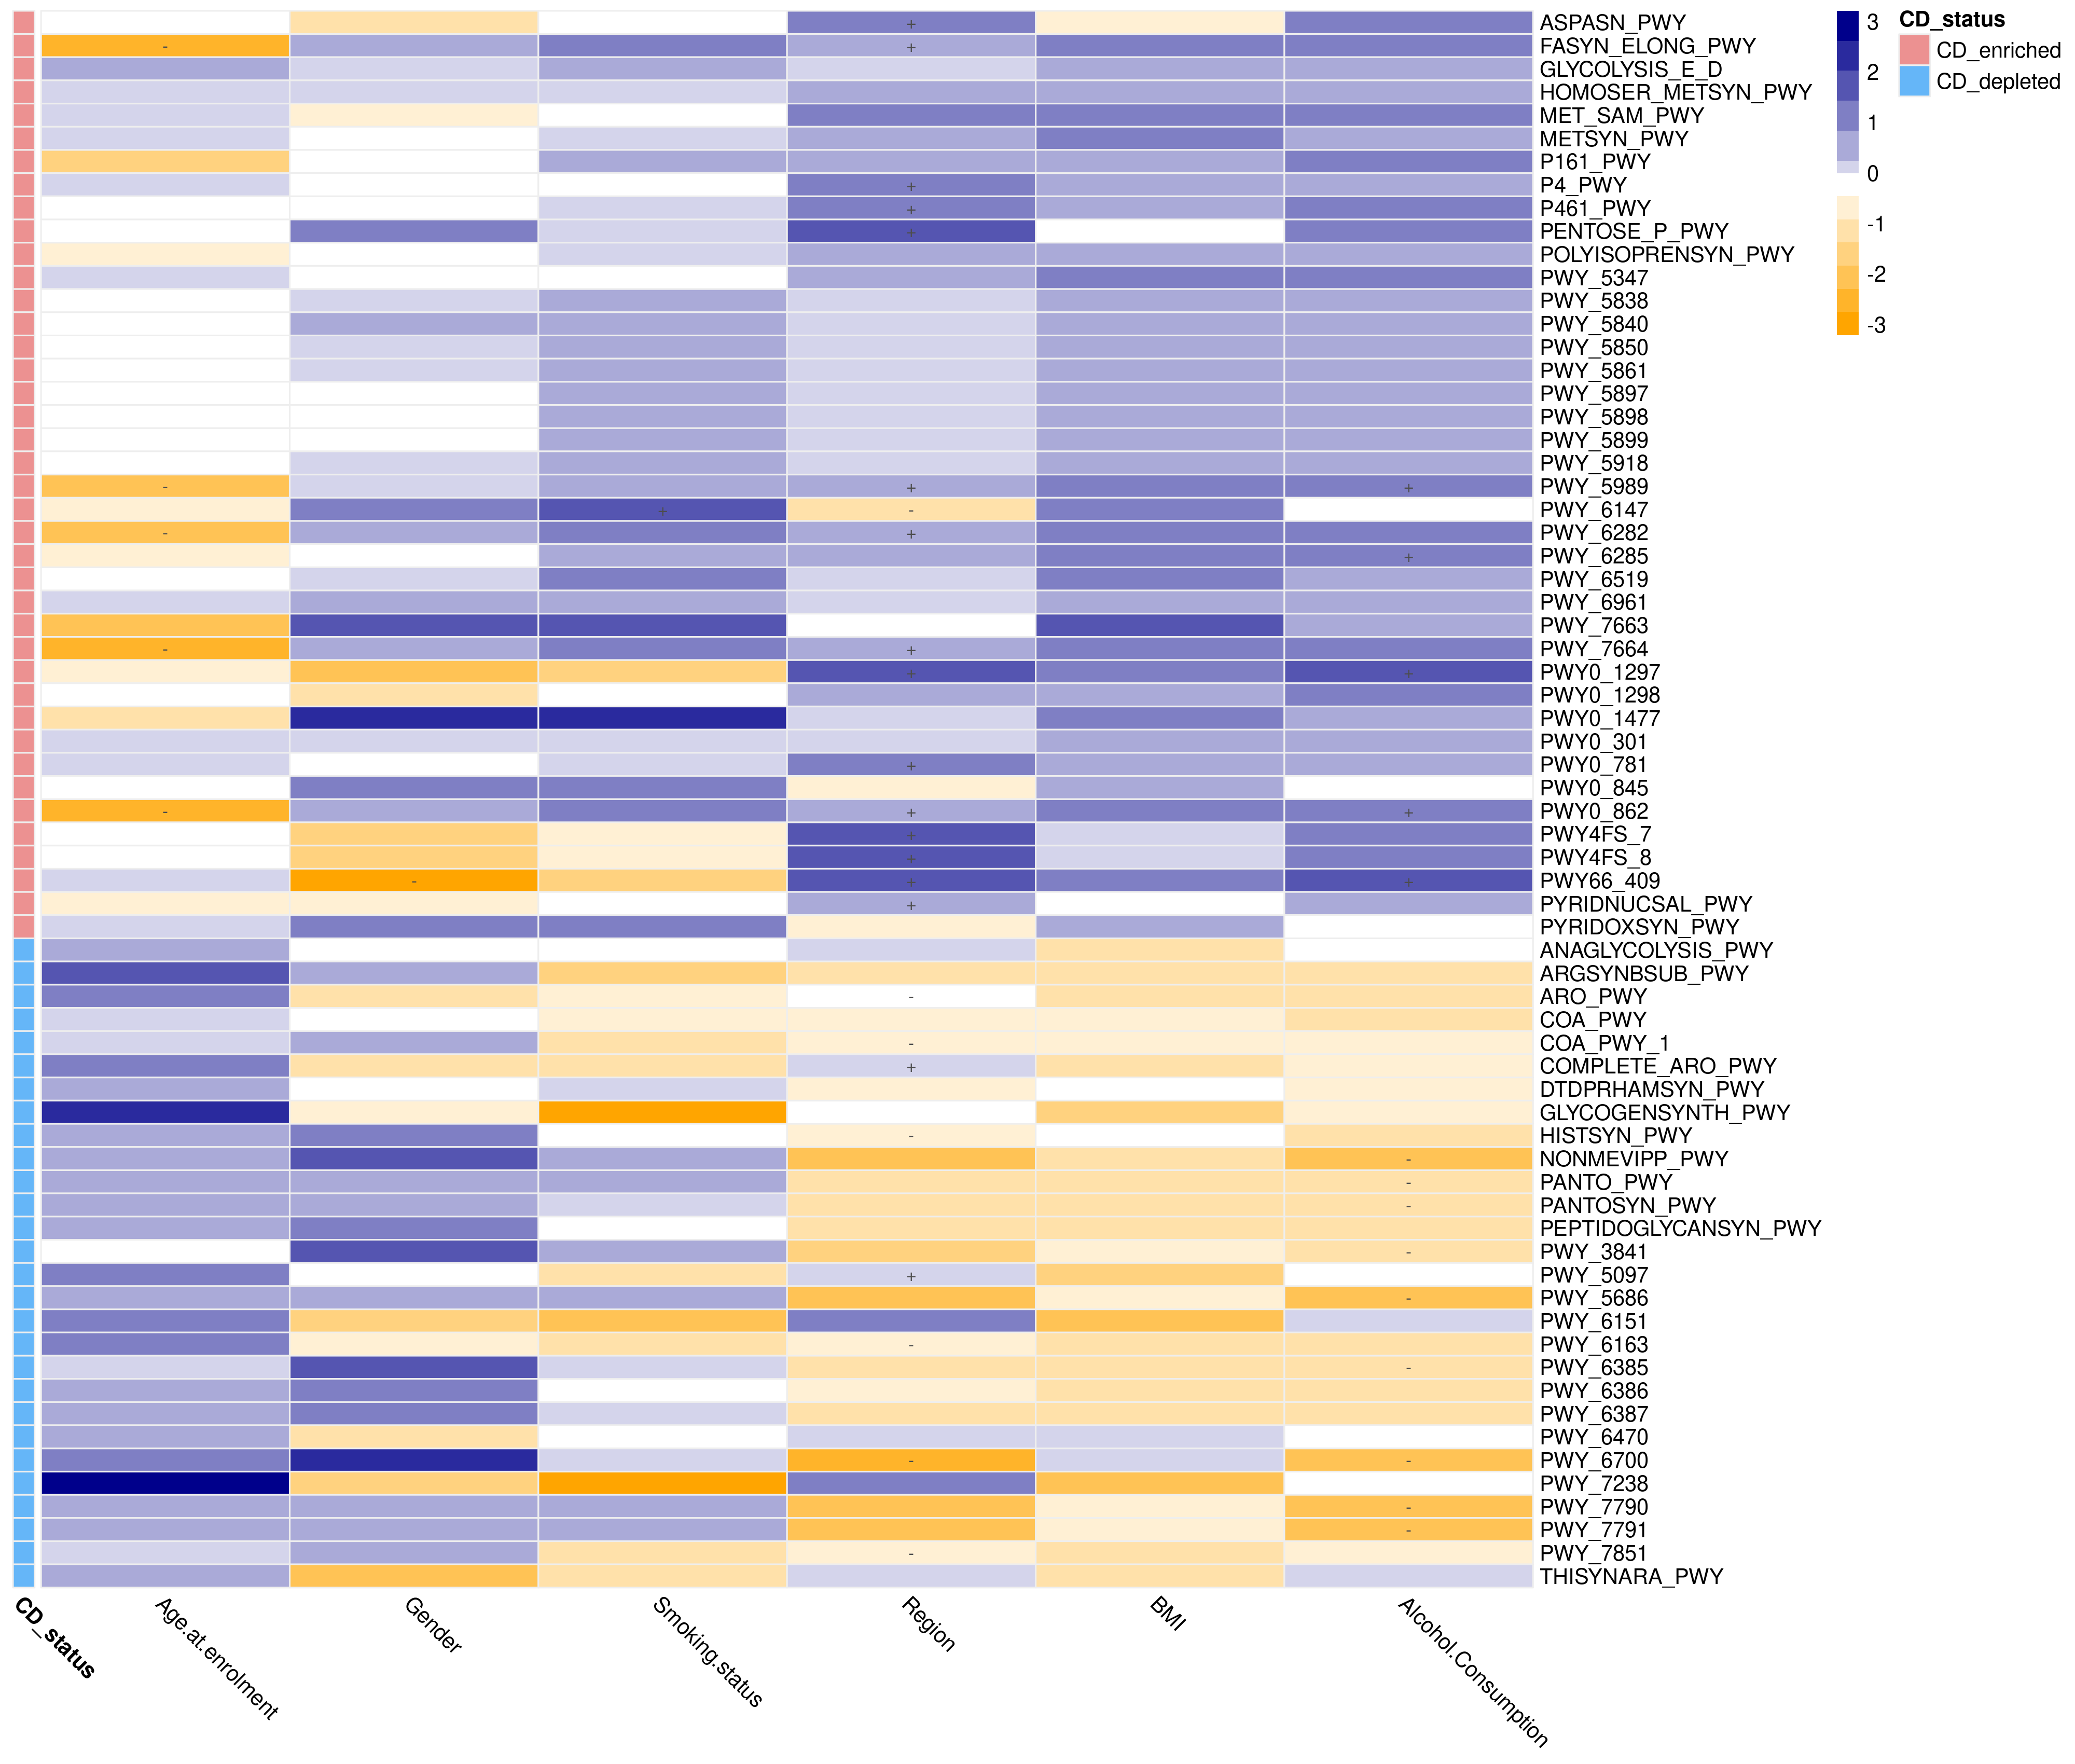 + ASPASN_PWY
- + FASYN_ELONG_PWY
GLYCOLYSIS_E_D
HOMOSER_METSYN_PWY
MET_SAM_PWY
METSYN_PWY
P161_PWY
+ P4_PWY
+ P461_PWY
+ PENTOSE_P_PWY
POLYISOPRENSYN_PWY
PWY_5347
PWY_5838
PWY_5840
PWY_5850
PWY_5861
PWY_5897
PWY_5898
PWY_5899
PWY_5918
- + + PWY_5989
+ - PWY_6147
- + PWY_6282
+ PWY_6285
PWY_6519
PWY_6961
PWY_7663
- + PWY_7664
+ + PWY0_1297
PWY0_1298
PWY0_1477
PWY0_301
+ PWY0_781
PWY0_845
- + + PWY0_862
+ PWY4FS_7
+ PWY4FS_8
- + + PWY66_409
+ PYRIDNUCSAL_PWY
PYRIDOXSYN_PWY
ANAGLYCOLYSIS_PWY
ARGSYNBSUB_PWY
- ARO_PWY
COA_PWY
- COA_PWY_1
+ COMPLETE_ARO_PWY
DTDPRHAMSYN_PWY
GLYCOGENSYNTH_PWY
- HISTSYN_PWY
- NONMEVIPP_PWY
- PANTO_PWY
- PANTOSYN_PWY
PEPTIDOGLYCANSYN_PWY
- PWY_3841
+ PWY_5097
- PWY_5686
PWY_6151
- PWY_6163
- PWY_6385
PWY_6386
PWY_6387
PWY_6470
- - PWY_6700
PWY_7238
- PWY_7790
- PWY_7791
- PWY_7851
THISYNARA_PWY
CD_status
Age.at.enrolment
Gender
Smoking.status
Region
BMI
Alcohol.Consumption
3
2
1
0
-1
-2
-3
CD_status
CD_enriched
CD_depleted